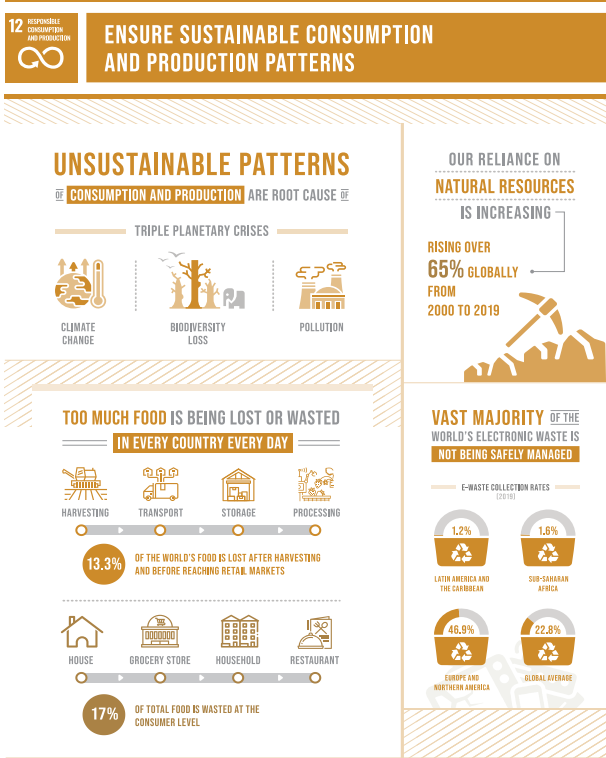 12 RESPONSIBLE
CONSUMPTION
AND PRODUCTION
ENSURE SUSTAINABLE CONSUMPTION
AND PRODUCTION PATTERNS
UNSUSTAINABLE PATTERNS
OF CONSUMPTION AND PRODUCTION ARE ROOT CAUSE OF
TRIPLE PLANETARY CRISES
CLIMATE
CHANGE
BIODIVERSITY
LOSS
POLLUTION
OUR RELIANCE ON
NATURAL RESOURCES
IS INCREASING
RISING OVER
65% GLOBALLY
FROM
2000 TO 2019
TOO MUCH FOOD IS BEING LOST OR WASTED
IN EVERY COUNTRY EVERY DAY
HARVESTING
TRANSPORT
STORAGE
PROCESSING
13.3%
OF THE WORLD'S FOOD IS LOST AFTER HARVESTING
AND BEFORE REACHING RETAIL MARKETS
HOUSE
GROCERY STORE
HOUSEHOLD
RESTAURANT
17%
OF TOTAL FOOD IS WASTED AT THE
CONSUMER LEVEL
VAST MAJORITY OF THE
WORLD'S ELECTRONIC WASTE IS
NOT BEING SAFELY MANAGED
E-WASTE COLLECTION RATES
(2019)
1.2%
LATIN AMERICA AND
THE CARIBBEAN
1.6%
SUB-SAHARAN
AFRICA
46.9%
EUROPE AND
NORTHERN AMERICA
22.8%
GLOBAL AVERAGE